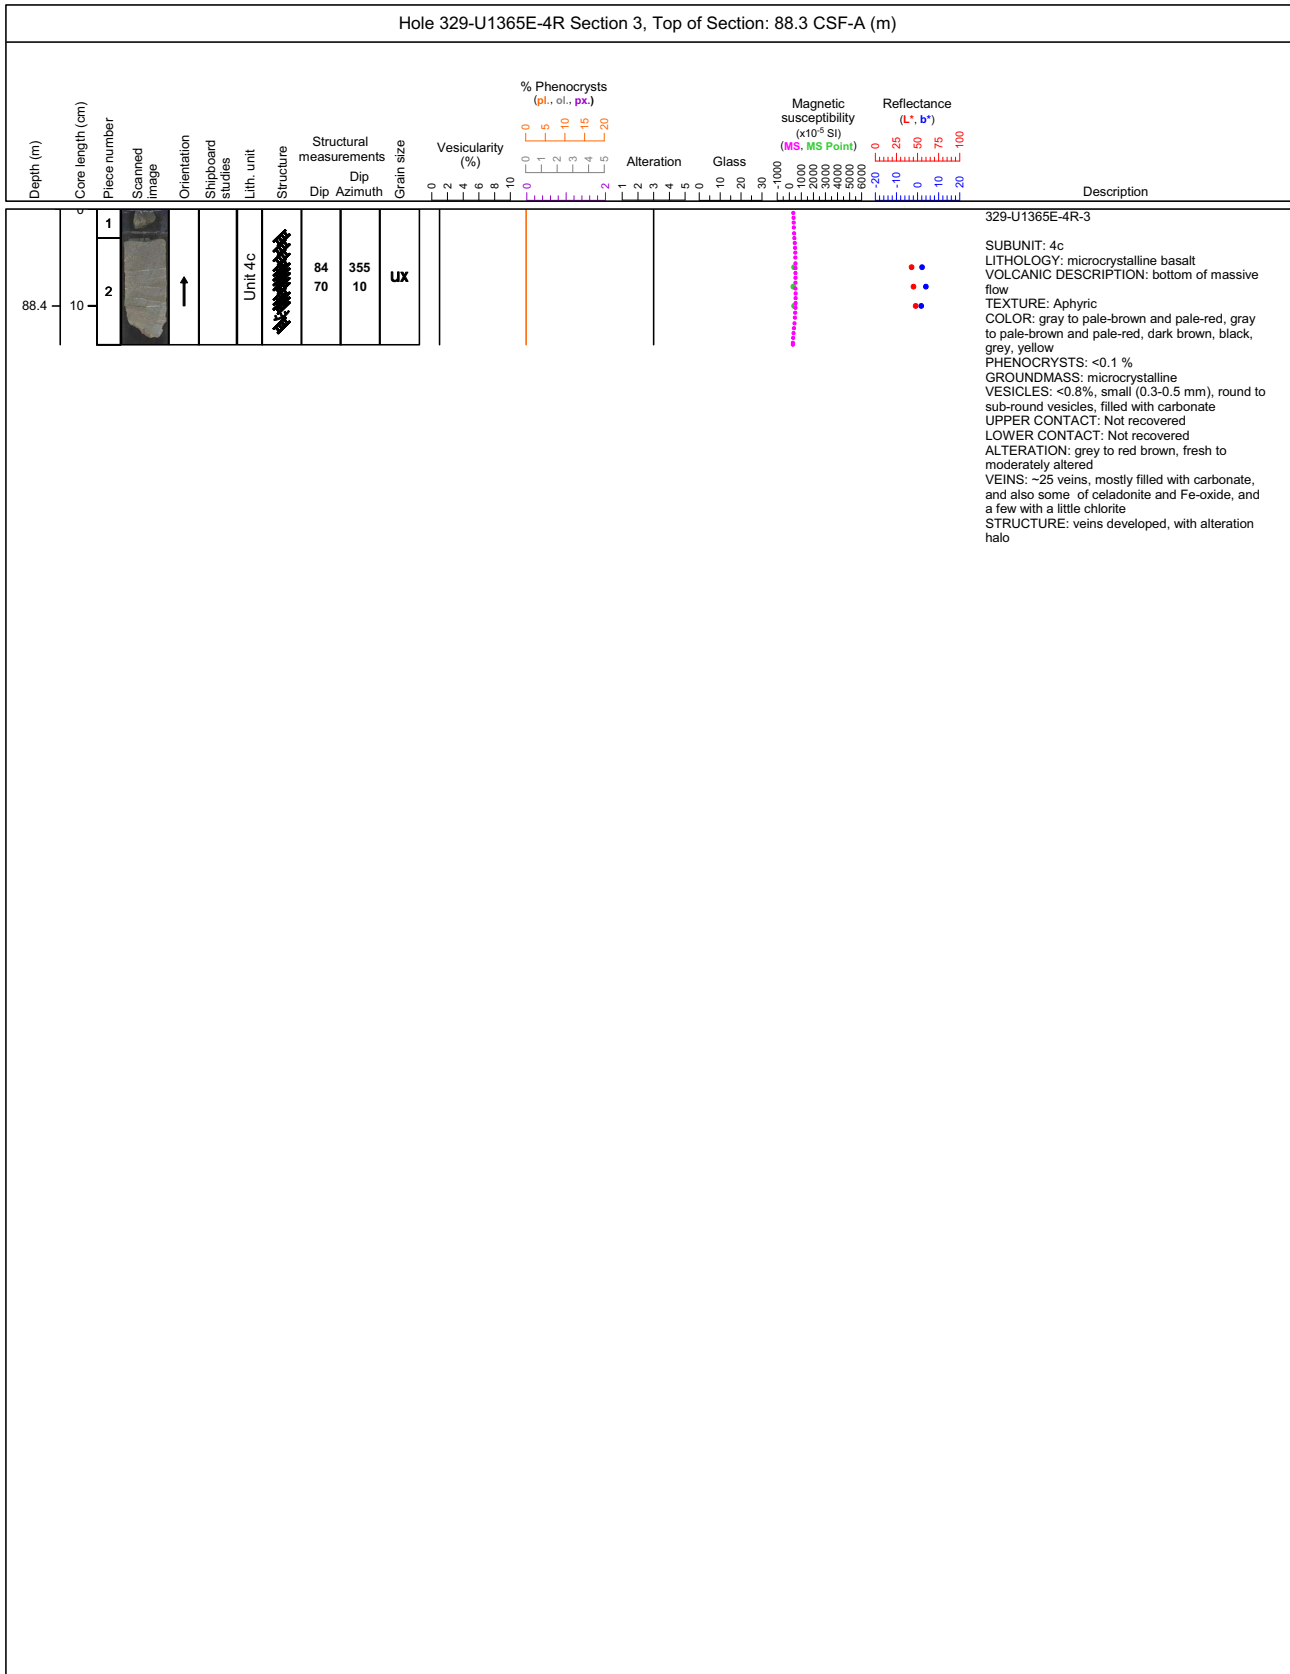 Hole 329-U1365E-4R Section 3, Top of Section: 88.3 CSF-A (m)
Depth (m)
Core length (cm)
Piece number
Scanned
image
Orientation
Shipboard
studies
Lith. unit
Structure
Structural
measurements
Dip
Dip Azimuth
Grain size
Vesicularity
(%)
0 2 4 6 8 10
% Phenocrysts
(pl., ol., px.)
0 5 10 15 20
0 1 2 3 4 5
0 2
Alteration
1 2 3 4 5
Glass
0 10 20 30
Magnetic
susceptibility
(x10-5 SI)
(MS, MS Point)
-1000 0 1000 2000 3000 4000 5000 6000
Reflectance
(L*, b*)
0 25 50 75 100
-20 -10 0 10 20
Description
0
1
2
88.4
10
Unit 4c
84 355
70 10
ux
329-U1365E-4R-3
SUBUNIT: 4c
LITHOLOGY: microcrystalline basalt
VOLCANIC DESCRIPTION: bottom of massive
flow
TEXTURE: Aphyric
COLOR: gray to pale-brown and pale-red, gray
to pale-brown and pale-red, dark brown, black,
grey, yellow
PHENOCRYSTS: <0.1 %
GROUNDMASS: microcrystalline
VESICLES: <0.8%, small (0.3-0.5 mm), round to
sub-round vesicles, filled with carbonate
UPPER CONTACT: Not recovered
LOWER CONTACT: Not recovered
ALTERATION: grey to red brown, fresh to
moderately altered
VEINS: ~25 veins, mostly filled with carbonate,
and also some of celadonite and Fe-oxide, and
a few with a little chlorite
STRUCTURE: veins developed, with alteration
halo